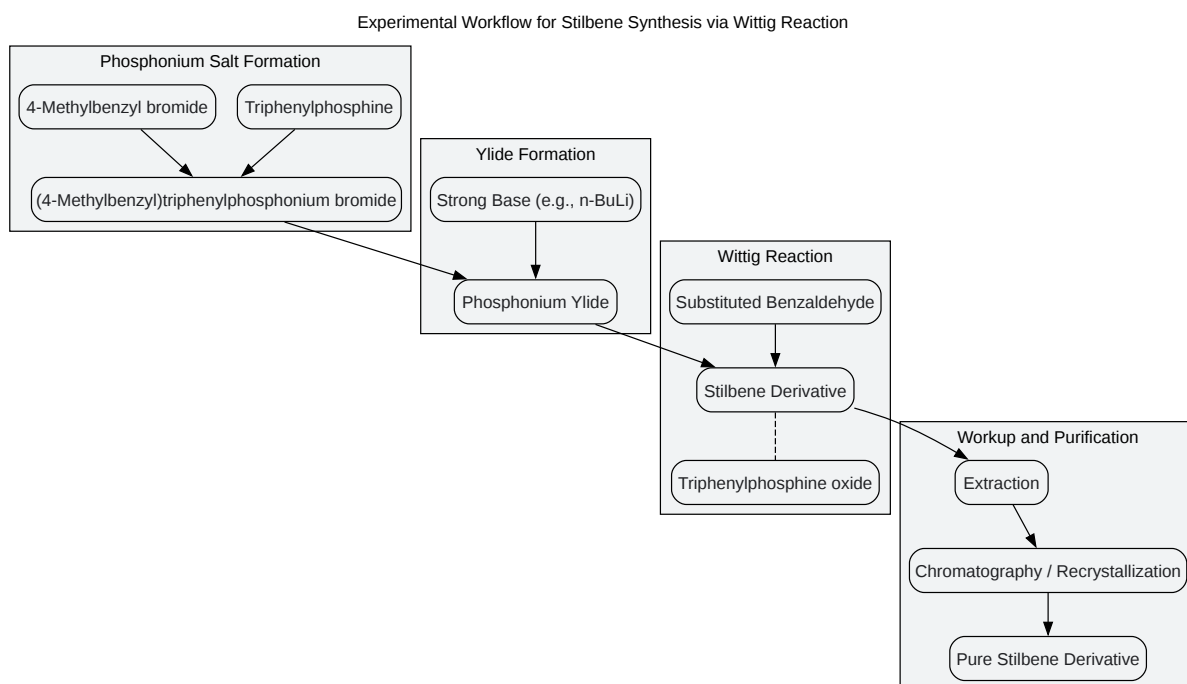 Experimental Workflow for Stilbene Synthesis via Wittig Reaction
Phosphonium Salt Formation
4-Methylbenzyl bromide
Triphenylphosphine
(4-Methylbenzyl)triphenylphosphonium bromide
Ylide Formation
Strong Base (e.g., n-BuLi)
Phosphonium Ylide
Wittig Reaction
Substituted Benzaldehyde
Stilbene Derivative
Triphenylphosphine oxide
Workup and Purification
Extraction
Chromatography / Recrystallization
Pure Stilbene Derivative